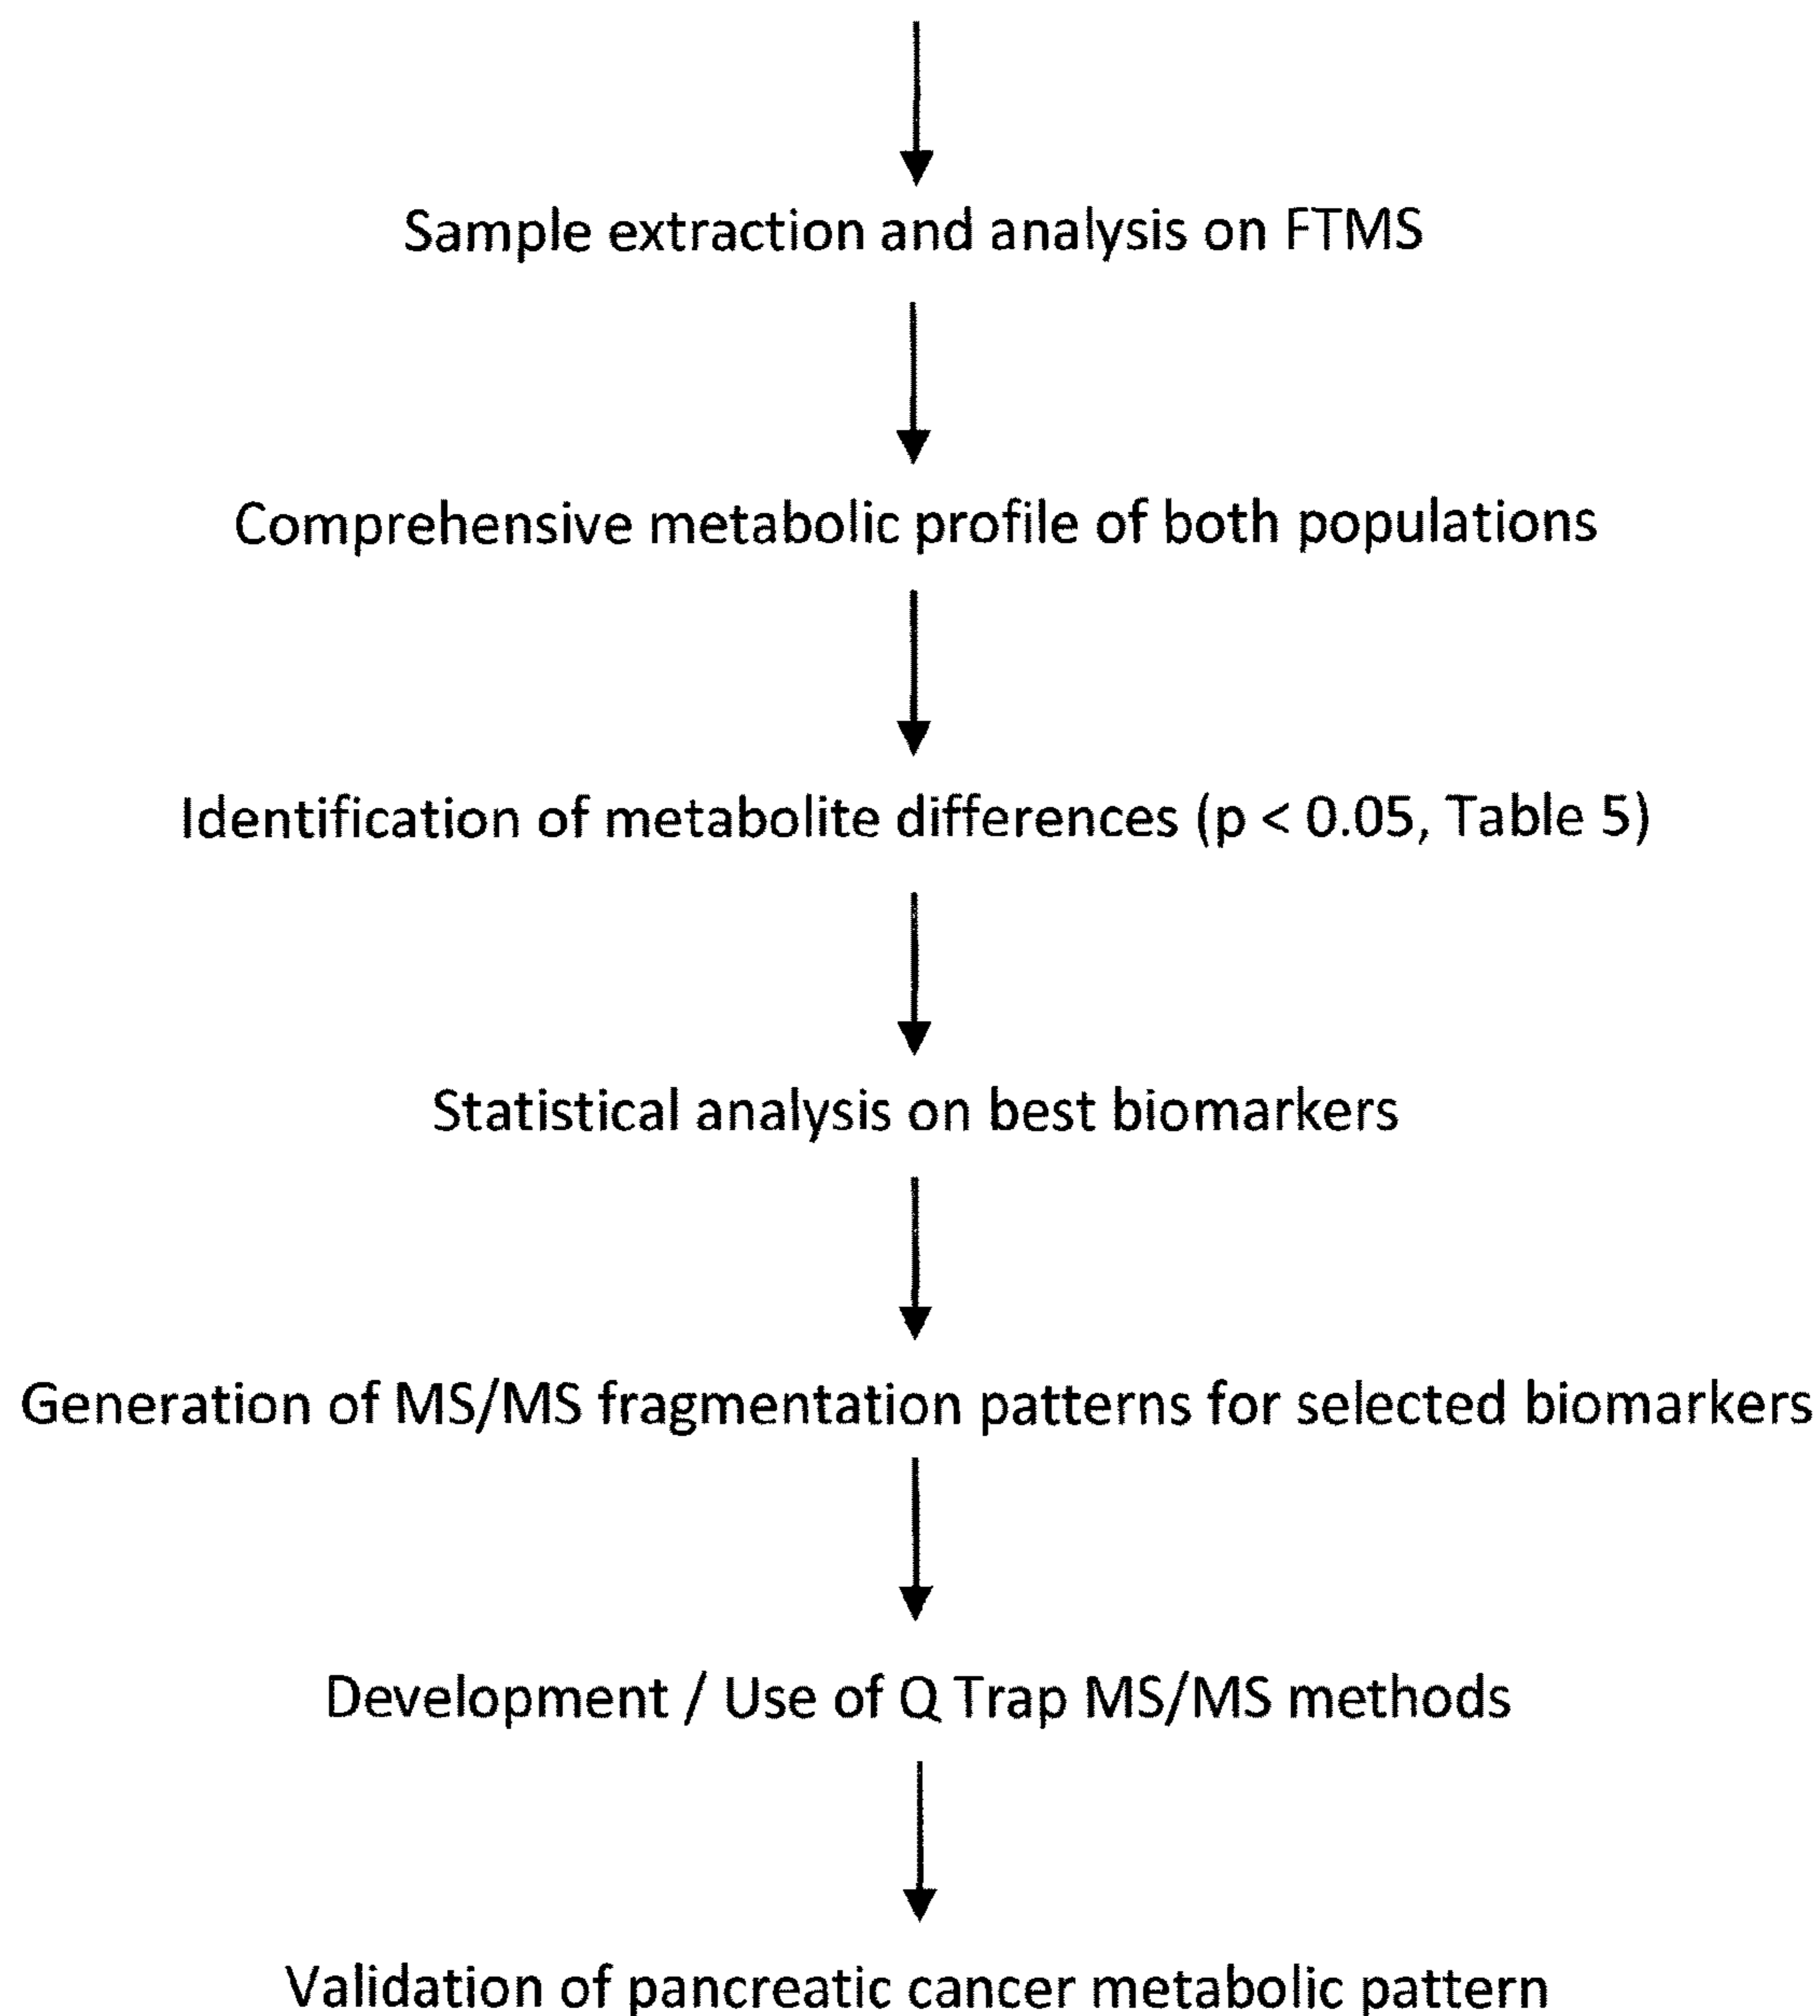 Sample extraction and analysis on FTMS
Comprehensive metabolic profile of both populations
Identification of metabolite differences (p < 0.05, Table 5)
Statistical analysis on best biomarkers
Generation of MS/MS fragmentation patterns for selected biomarkers
Development / Use of Q Trap MS/MS methods
Validation of pancreatic cancer metabolic pattern